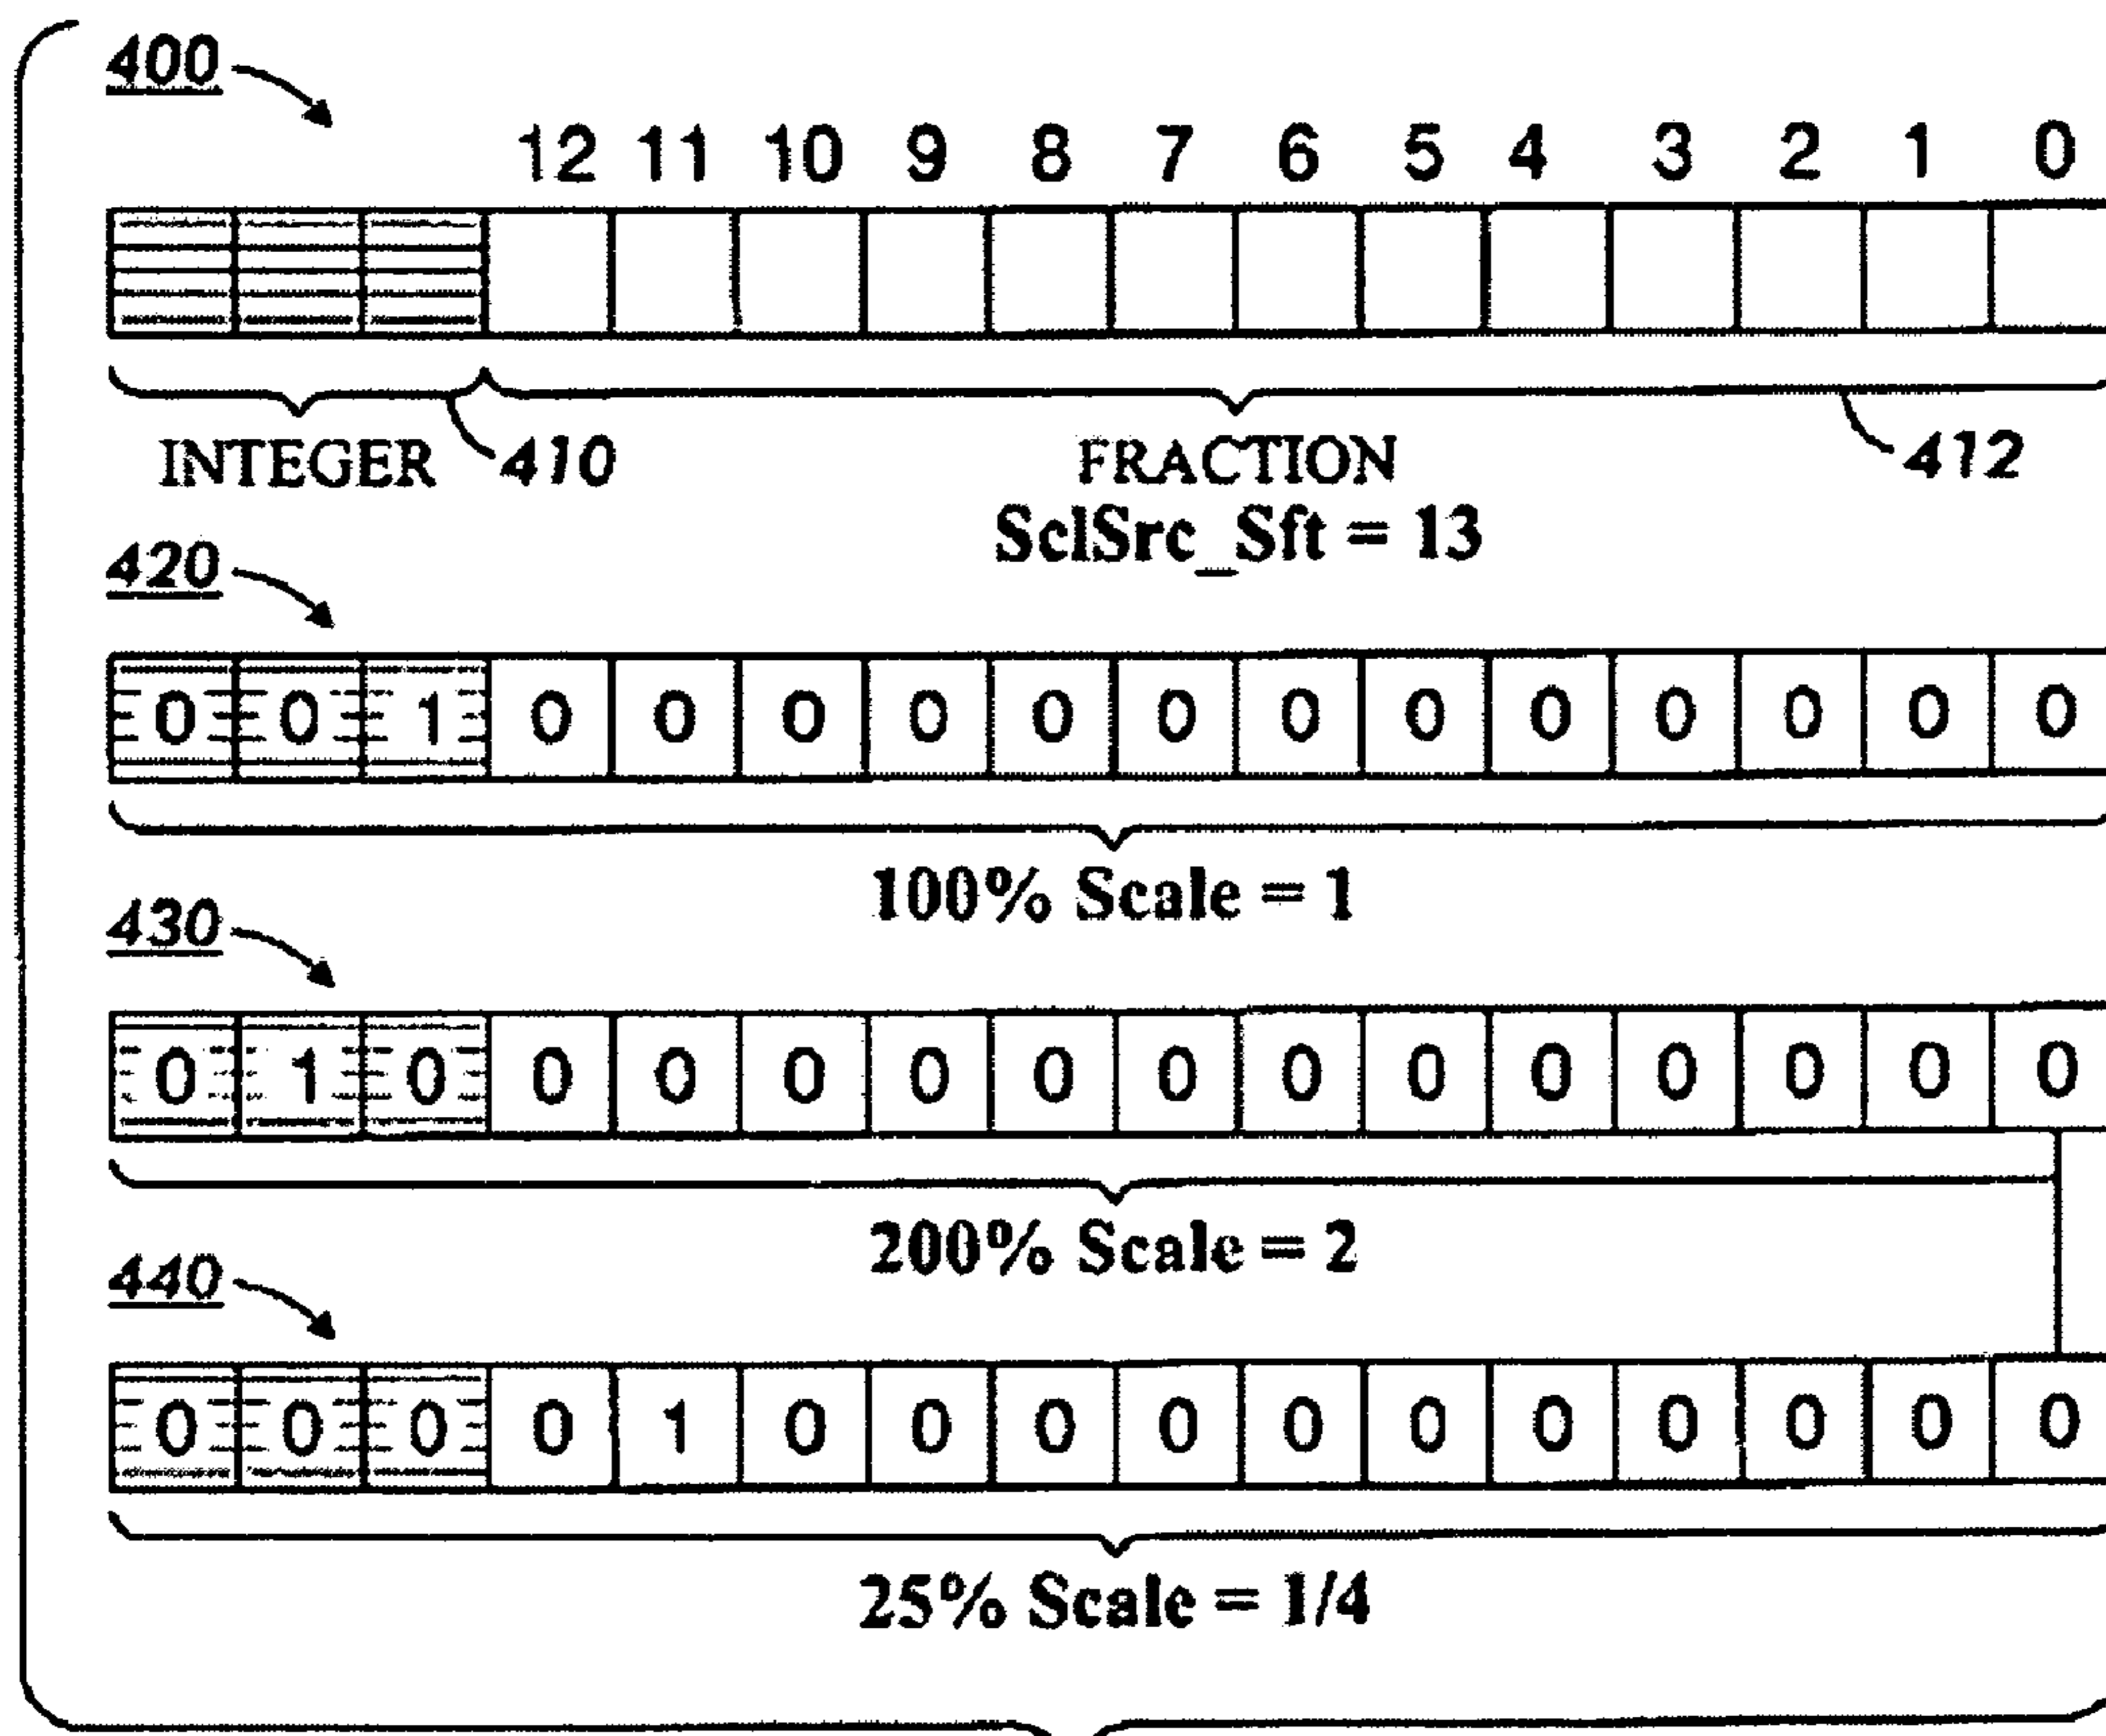 400
12 11 10 9 8 7 6 5 4 3 2 1 0
INTEGER 410 FRACTION 412
SclSrc_Sft = 13
420
0 0 1 0 0 0 0 0 0 0 0 0 0 0 0 0
100% Scale = 1
430
0 1 0 0 0 0 0 0 0 0 0 0 0 0 0 0
200% Scale = 2
440
0 0 0 0 1 0 0 0 0 0 0 0 0 0 0 0
25% Scale = 1/4